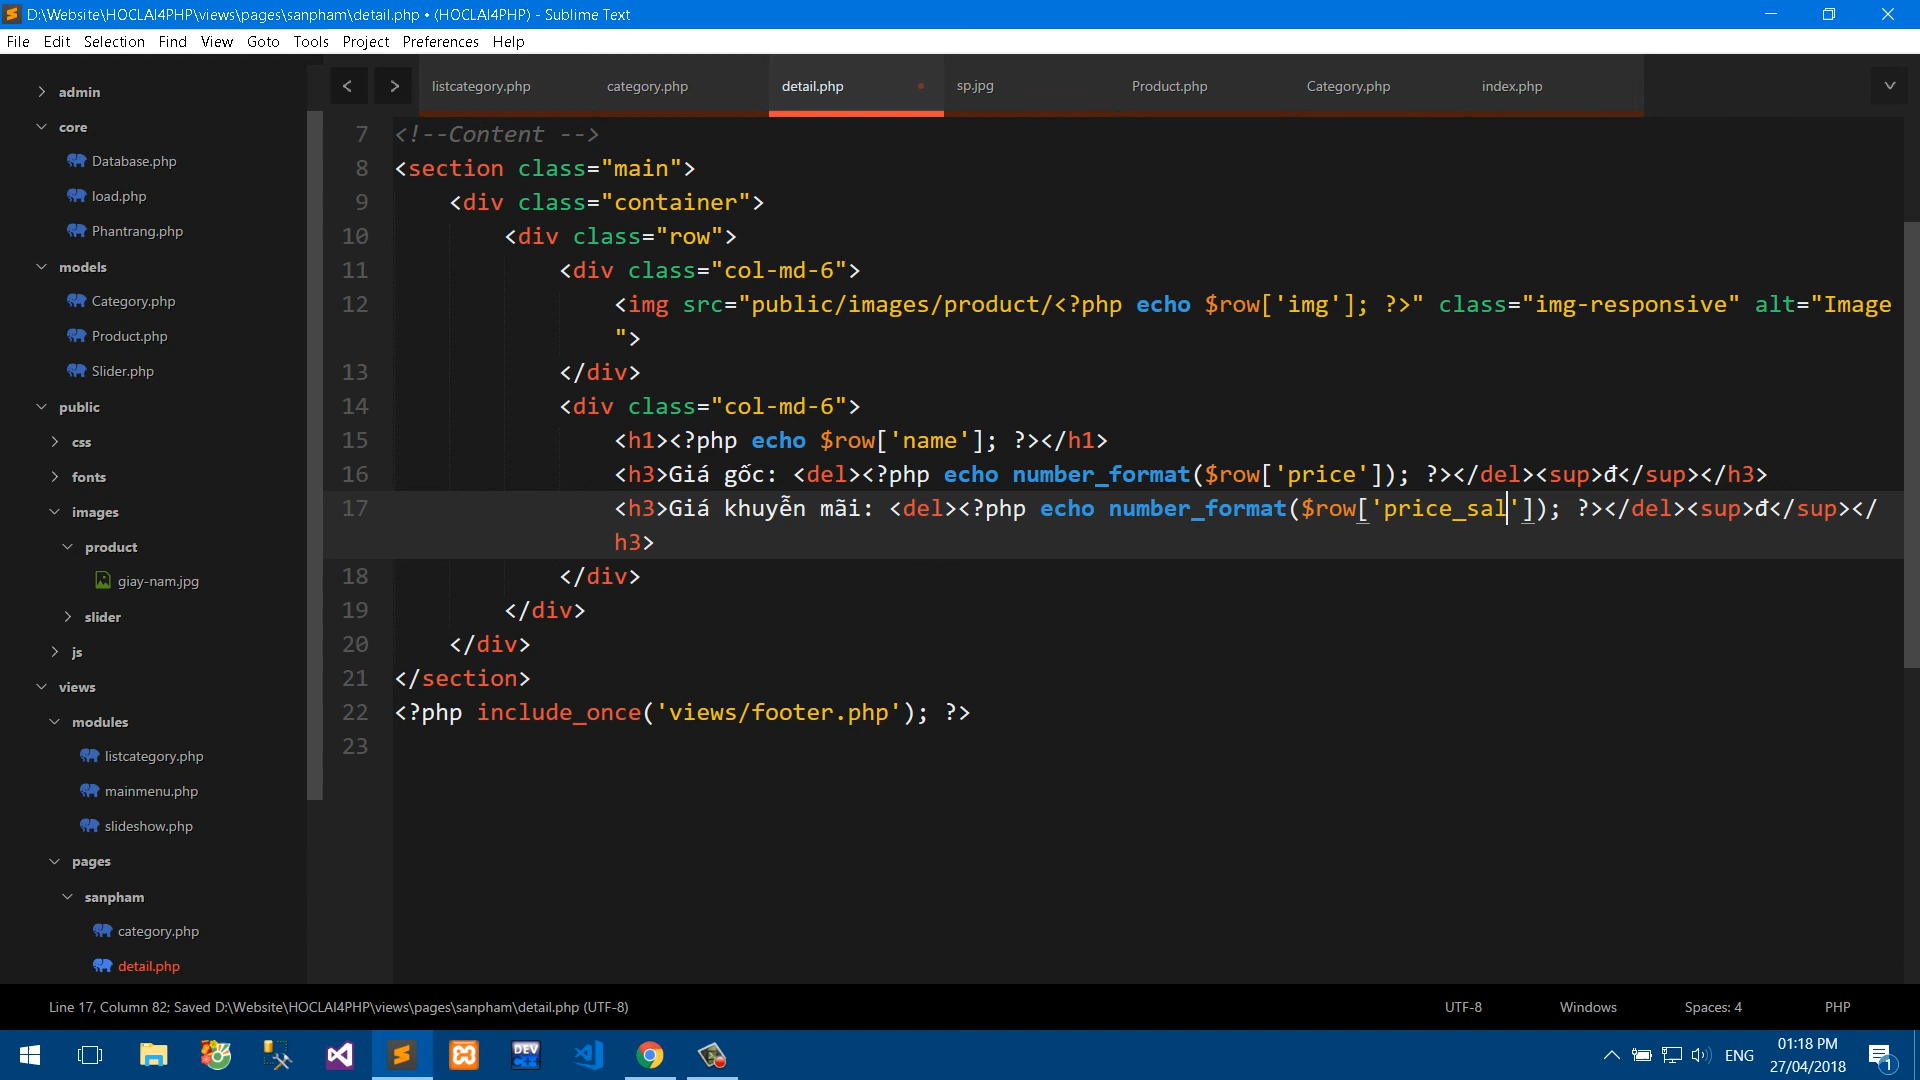 D:\Website\HOCLAI4PHP\views\pages\sanpham\detail.php • (HOCLAI4PHP) - Sublime Text
File Edit Selection Find View Goto Tools Project Preferences Help
admin
core
Database.php
load.php
Phantrang.php
models
Category.php
Product.php
Slider.php
public
css
fonts
images
product
giay-nam.jpg
slider
js
views
modules
listcategory.php
mainmenu.php
slideshow.php
pages
sanpham
category.php
detail.php
listcategory.php category.php detail.php sp.jpg Product.php Category.php index.php
7 <!--Content -->
8 <section class="main">
9 <div class="container">
10 <div class="row">
11 <div class="col-md-6">
12 <img src="public/images/product/<?php echo $row['img']; ?>" class="img-responsive" alt="Image
">
13 </div>
14 <div class="col-md-6">
15 <h1><?php echo $row['name']; ?></h1>
16 <h3>Giá gốc: <del><?php echo number_format($row['price']); ?></del><sup>đ</sup></h3>
17 <h3>Giá khuyễn mãi: <del><?php echo number_format($row['price_sal']); ?></del><sup>đ</sup></
h3>
18 </div>
19 </div>
20 </div>
21 </section>
22 <?php include_once('views/footer.php'); ?>
23
Line 17, Column 82; Saved D:\Website\HOCLAI4PHP\views\pages\sanpham\detail.php (UTF-8) UTF-8 Windows Spaces: 4 PHP
DEV
ENG
01:18 PM
27/04/2018
1